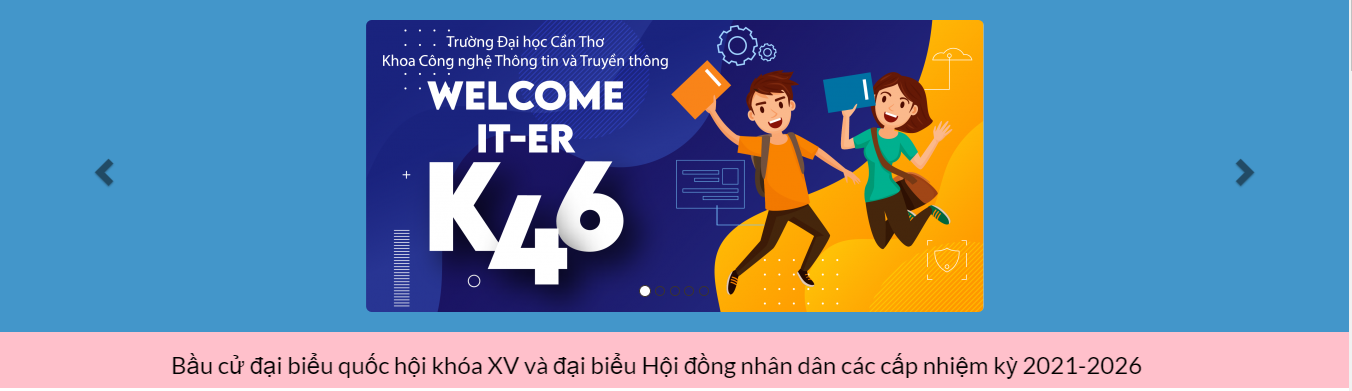 Trường Đại học Cần Thơ
Khoa Công nghệ Thông tin và Truyền thông
WELCOME
IT-ER
K46
Bầu cử đại biểu quốc hội khóa XV và đại biểu Hội đồng nhân dân các cấp nhiệm kỳ 2021-2026